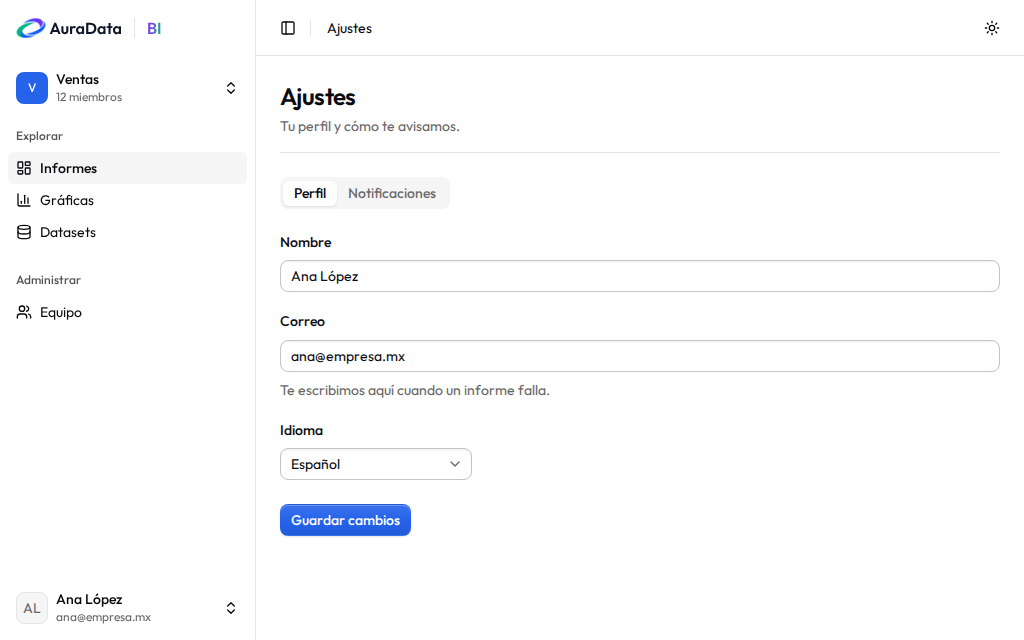 AuraData BI
V
Ventas
12 miembros
Explorar
Informes
Gráficas
Datasets
Administrar
Equipo
AL
Ana López
ana@empresa.mx
Ajustes
Ajustes
Tu perfil y cómo te avisamos.
Perfil Notificaciones
Nombre
Ana López
Correo
ana@empresa.mx
Te escribimos aquí cuando un informe falla.
Idioma
Español
Guardar cambios